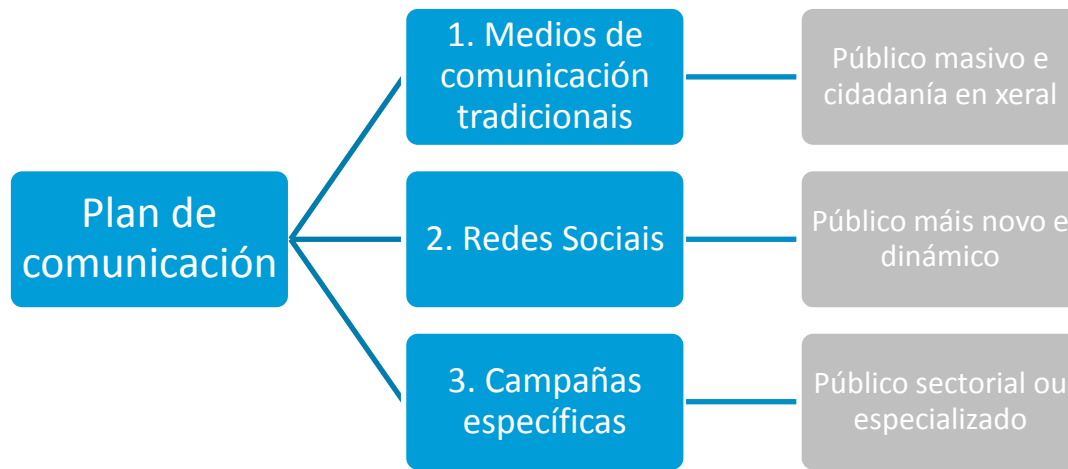 Plan de
comunicación
1. Medios de
comunicación
tradicionais
Público masivo e
cidadanía en xeral
2. Redes Sociais
Público máis novo e
dinámico
3. Campañas
específicas
Público sectorial ou
especializado